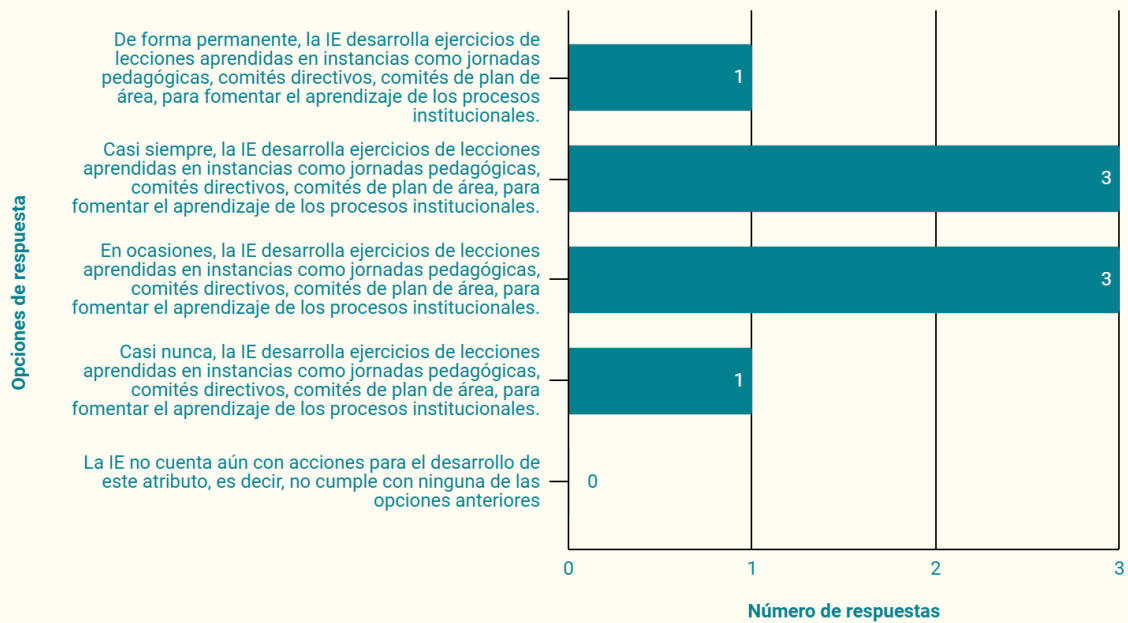 De forma permanente, la IE desarrolla ejercicios de
lecciones aprendidas en instancias como jornadas
pedagógicas, comités directivos, comités de plan de
área, para fomentar el aprendizaje de los procesos
institucionales.
1
Casi siempre, la IE desarrolla ejercicios de lecciones
aprendidas en instancias como jornadas pedagógicas,
comités directivos, comités de plan de área, para
fomentar el aprendizaje de los procesos institucionales.
3
En ocasiones, la IE desarrolla ejercicios de lecciones
aprendidas en instancias como jornadas pedagógicas,
comités directivos, comités de plan de área, para
fomentar el aprendizaje de los procesos institucionales.
3
Casi nunca, la IE desarrolla ejercicios de lecciones
aprendidas en instancias como jornadas pedagógicas,
comités directivos, comités de plan de área, para
fomentar el aprendizaje de los procesos institucionales.
1
La IE no cuenta aún con acciones para el desarrollo de
este atributo, es decir, no cumple con ninguna de las
opciones anteriores
0
Opciones de respuesta
0 1 2 3
Número de respuestas